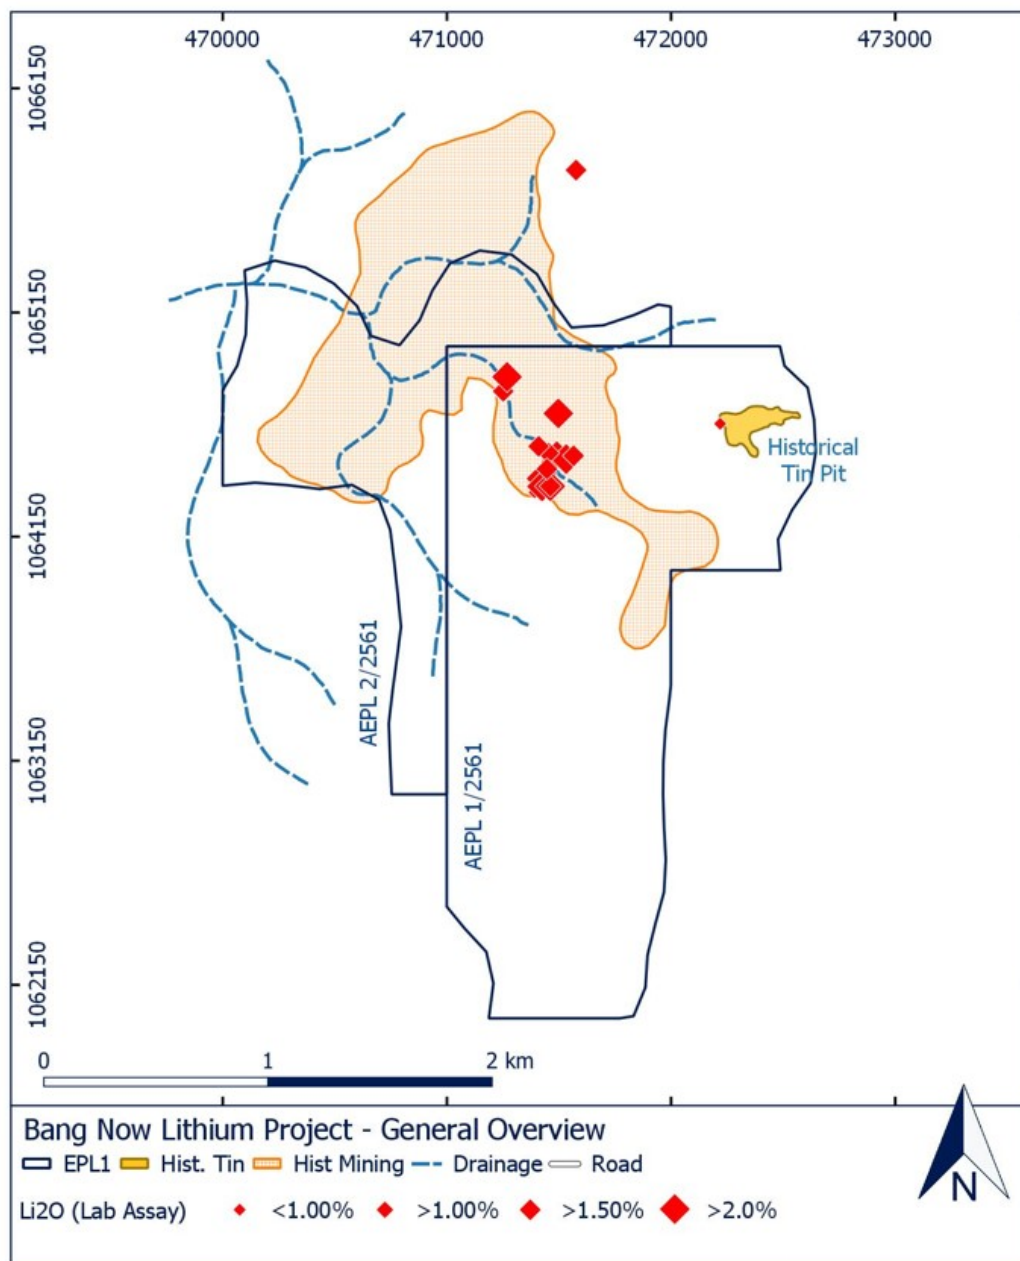 470000 471000 472000 473000
1066150
1065150
1064150
1063150
1062150
Historical
Tin Pit
AEPL 2/2561
AEPL 1/2561
0 1 2 km
Bang Now Lithium Project - General Overview
EPL1 Hist. Tin Hist Mining Drainage Road
Li2O (Lab Assay) <1.00% >1.00% >1.50% >2.0%
N